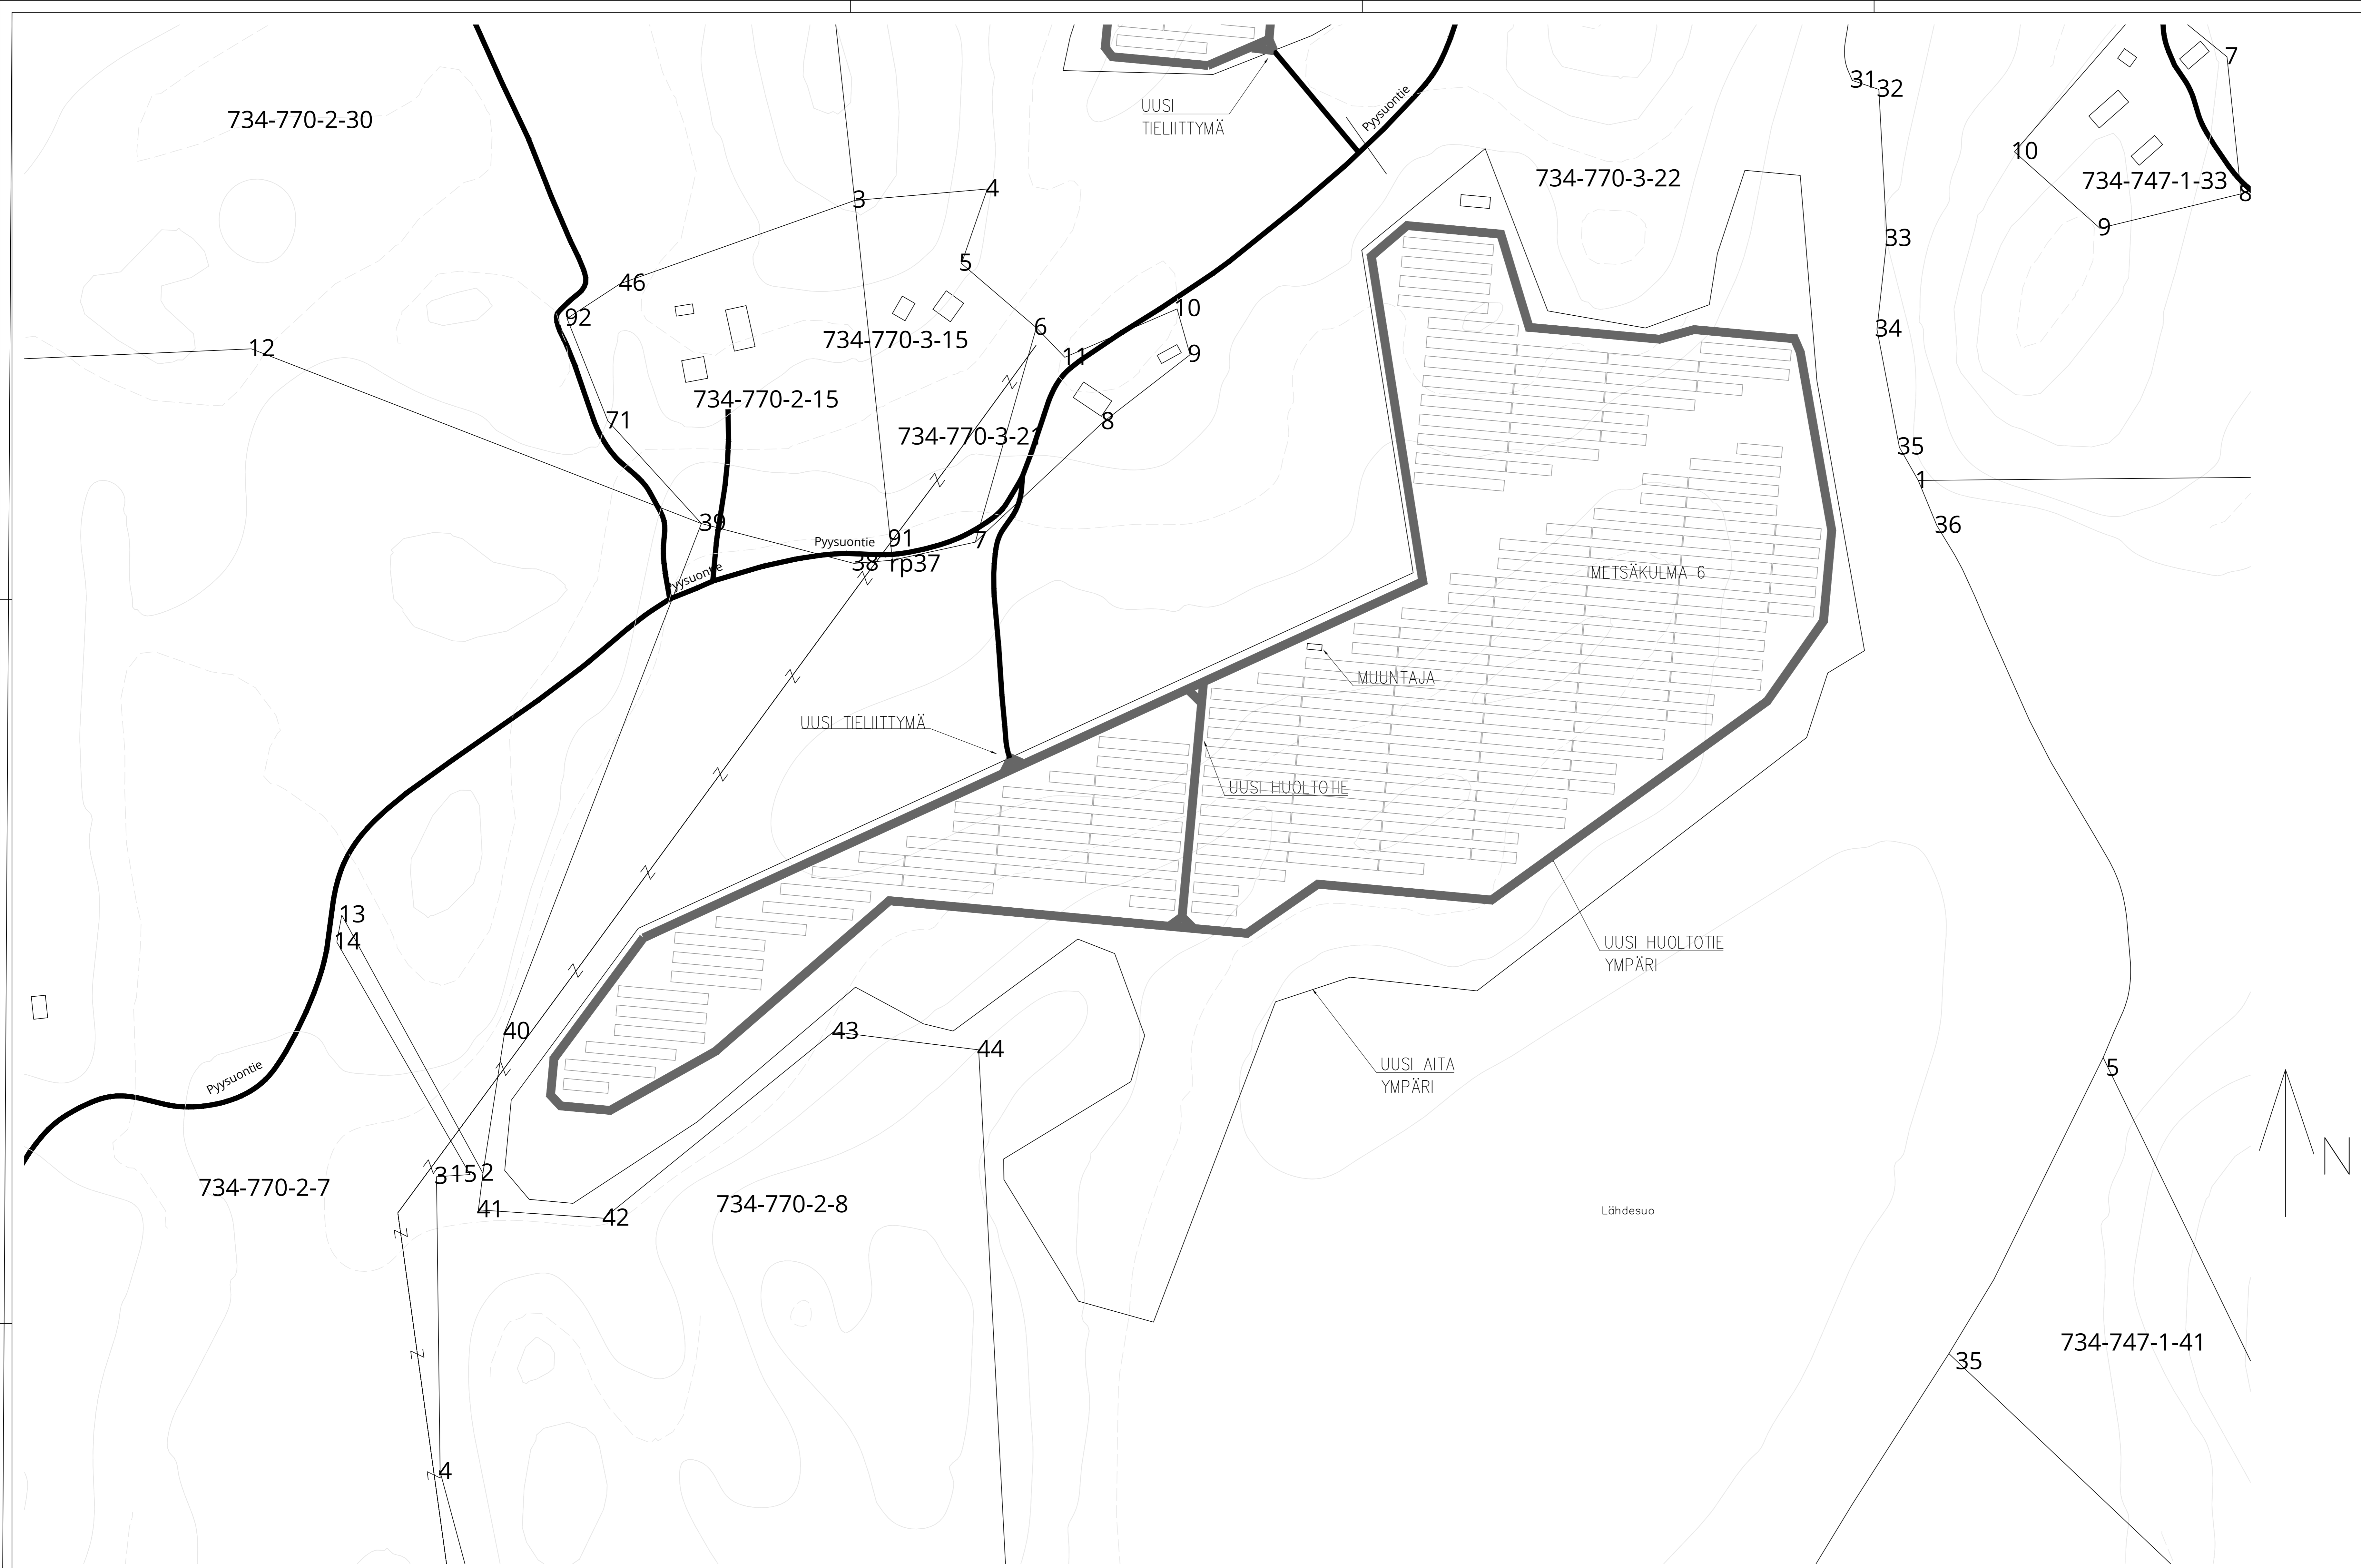 7
31
32
734-770-2-30
UUSI
TIELIITTYMÄ
Pyysuontie
10
734-770-3-22
734-747-1-33
8
3
4
9
33
5
46
92
10
6
734-770-3-15
34
12
11
9
734-770-2-15
71
8
734-770-3-21
35
1
39
36
91
Pyysuontie
7
38
rp37
Pyysuontie
METSÄKULMA 6
MUUNTAJA
UUSI TIELIITTYMÄ
UUSI HUOLTOTIE
13
14
UUSI HUOLTOTIE
YMPÄRI
40
43
44
UUSI AITA
YMPÄRI
5
Pyysuontie
N
3
15
2
734-770-2-7
41
42
734-770-2-8
Lähdesuo
734-747-1-41
35
4